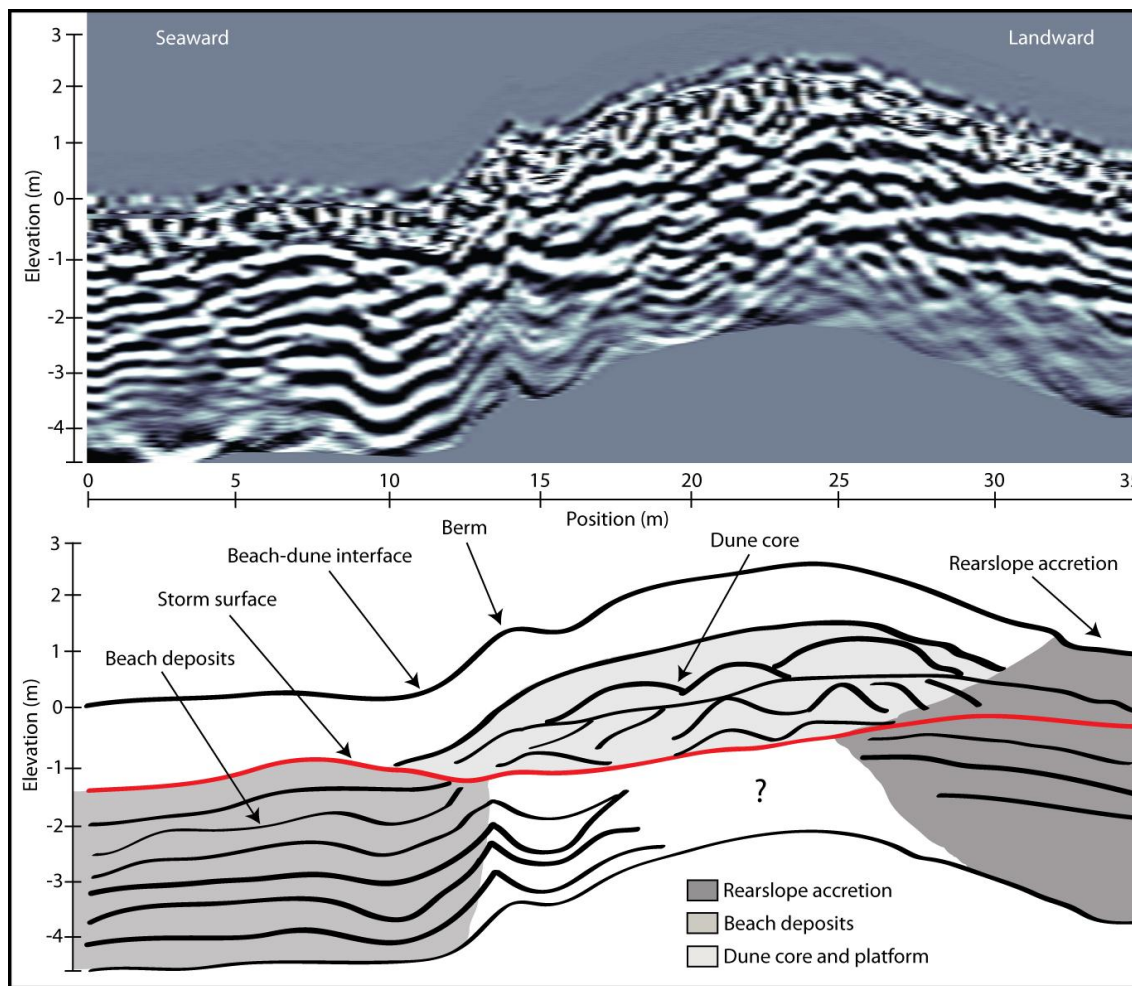 Seaward
Landward
3
2
1
0
-1
-2
-3
-4
Elevation (m)
0
5
10
15
20
25
30
35
Position (m)
Berm
Beach-dune interface
Dune core
Storm surface
Rearslope accretion
Beach deposits
3
2
1
0
-1
-2
-3
-4
Elevation (m)
?
Rearslope accretion
Beach deposits
Dune core and platform